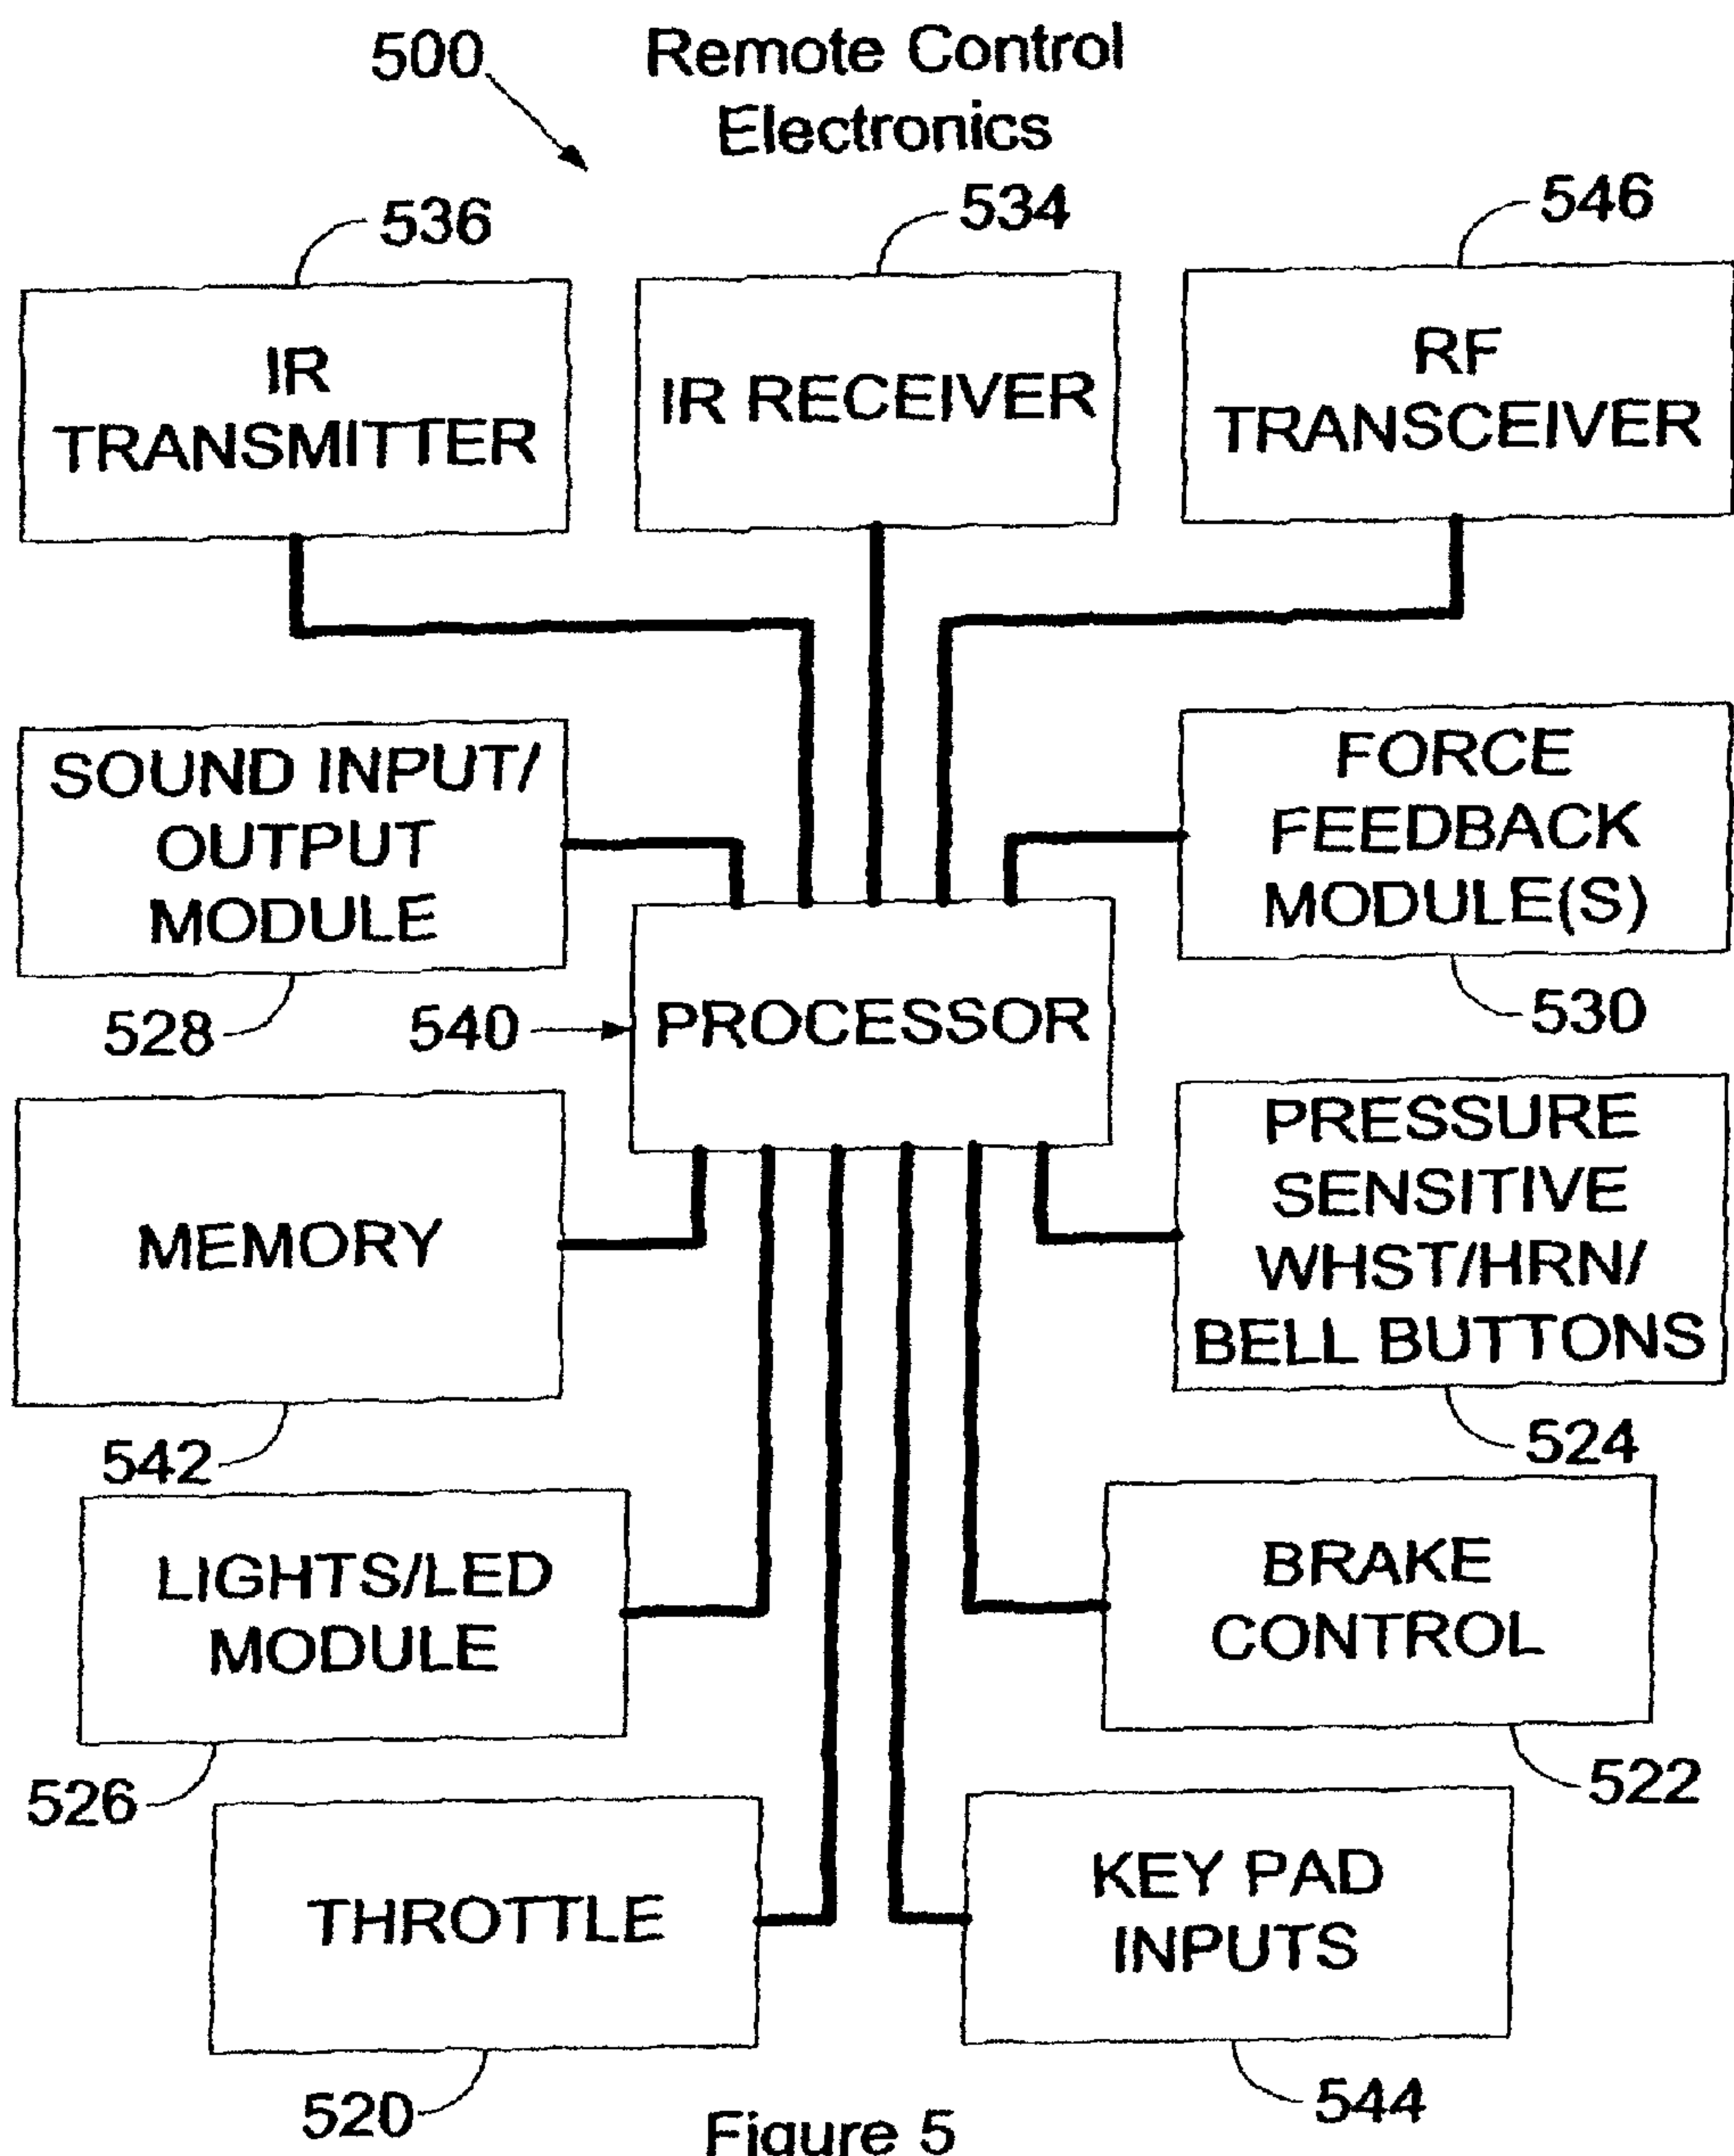 500
Remote Control
Electronics
536
534
546
IR
TRANSMITTER
IR RECEIVER
RF
TRANSCEIVER
SOUND INPUT/
OUTPUT
MODULE
528
FORCE
FEEDBACK
MODULE(S)
530
540
PROCESSOR
MEMORY
542
PRESSURE
SENSITIVE
WHST/HRN/
BELL BUTTONS
524
LIGHTS/LED
MODULE
526
BRAKE
CONTROL
522
THROTTLE
520
KEY PAD
INPUTS
544
Figure 5